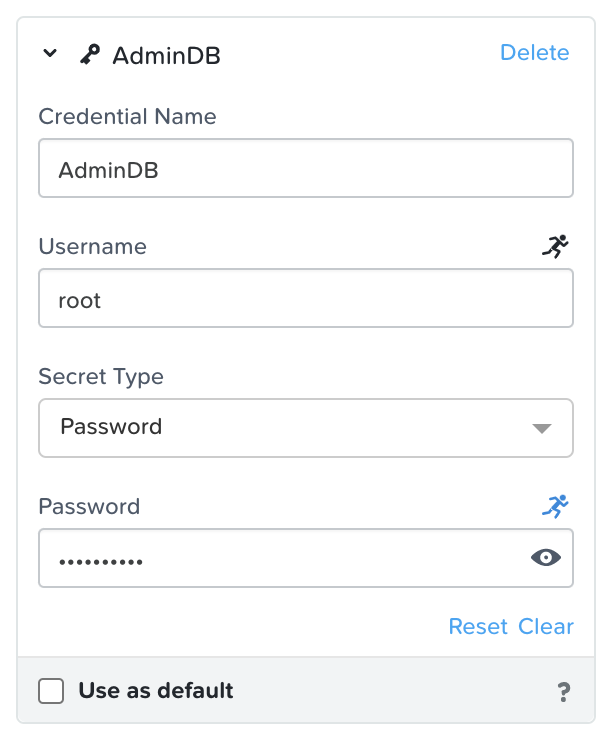 AdminDB
Delete
Credential Name
AdminDB
Username
root
Secret Type
Password
Password
••••••••••
Reset Clear
Use as default
?